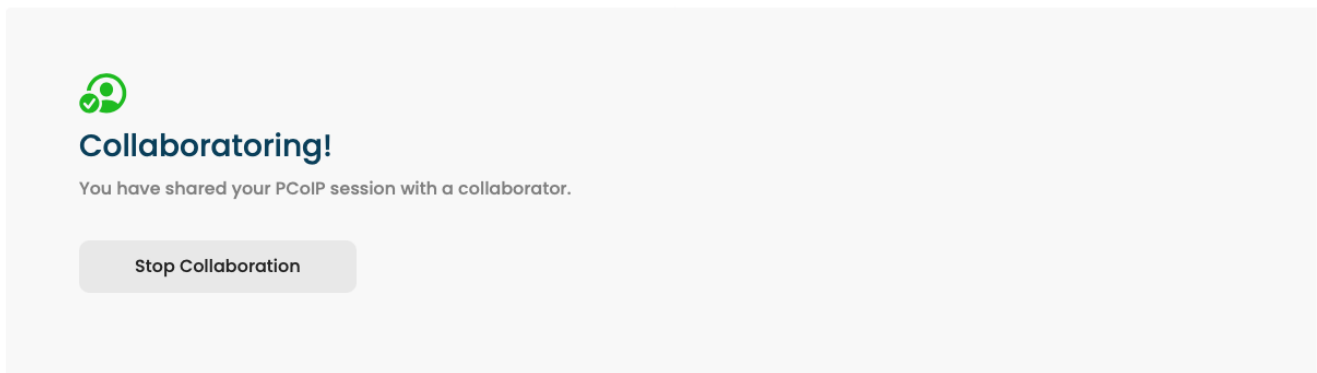 Collaboratoring!
You have shared your PCoIP session with a collaborator.
Stop Collaboration